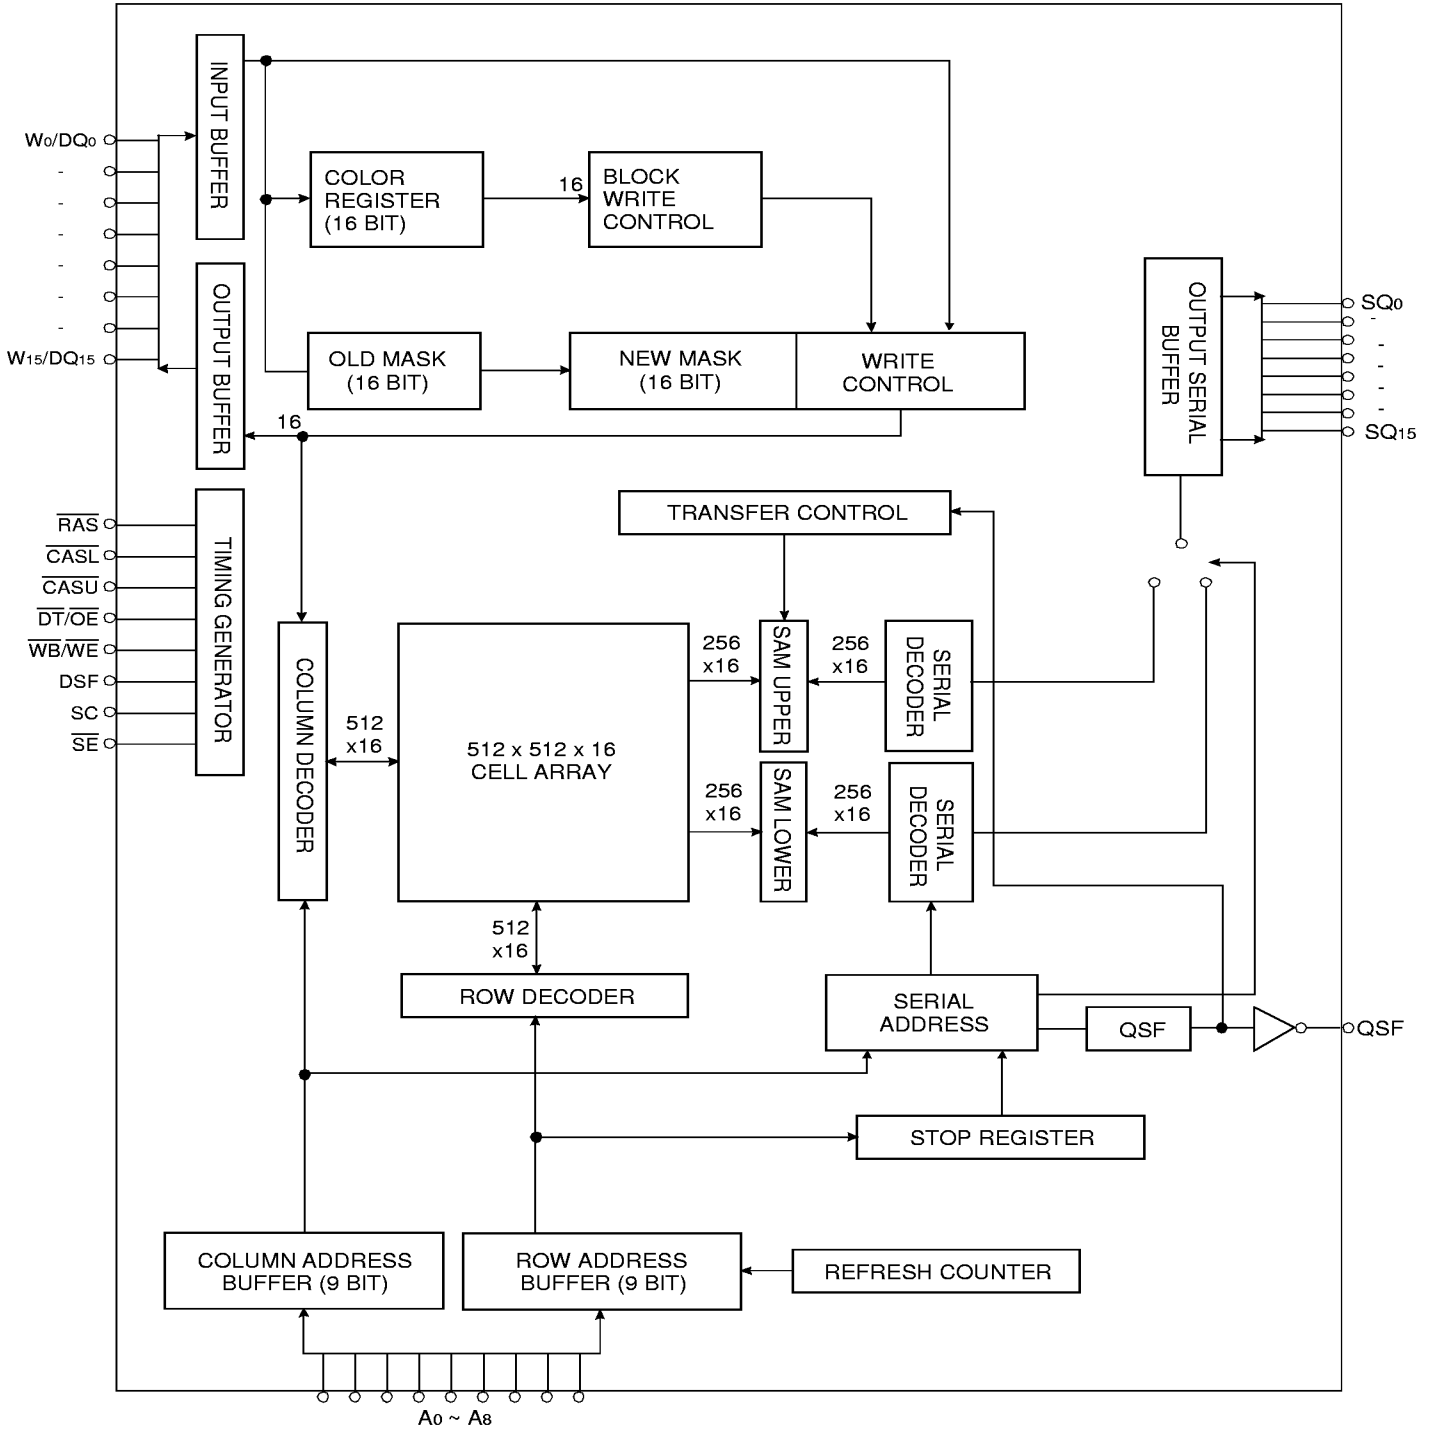 INPUT BUFFER
W0/DQ0
-
-
-
-
-
-
W15/DQ15
COLOR
REGISTER
(16 BIT)
16
BLOCK
WRITE
CONTROL
OUTPUT BUFFER
OLD MASK
(16 BIT)
NEW MASK
(16 BIT)
WRITE
CONTROL
16
OUTPUT SERIAL
BUFFER
SQ0
-
-
-
-
SQ15
RAS
CASL
CASU
DT/OE
WB/WE
DSF
SC
SE
TIMING GENERATOR
TRANSFER CONTROL
COLUMN DECODER
512
x16
512 x 512 x 16
CELL ARRAY
256
x16
SAM UPPER
256
x16
SERIAL
DECODER
256
x16
SAM LOWER
256
x16
SERIAL
DECODER
512
x16
ROW DECODER
SERIAL
ADDRESS
QSF
QSF
STOP REGISTER
COLUMN ADDRESS
BUFFER (9 BIT)
ROW ADDRESS
BUFFER (9 BIT)
REFRESH COUNTER
A0 ~ A8